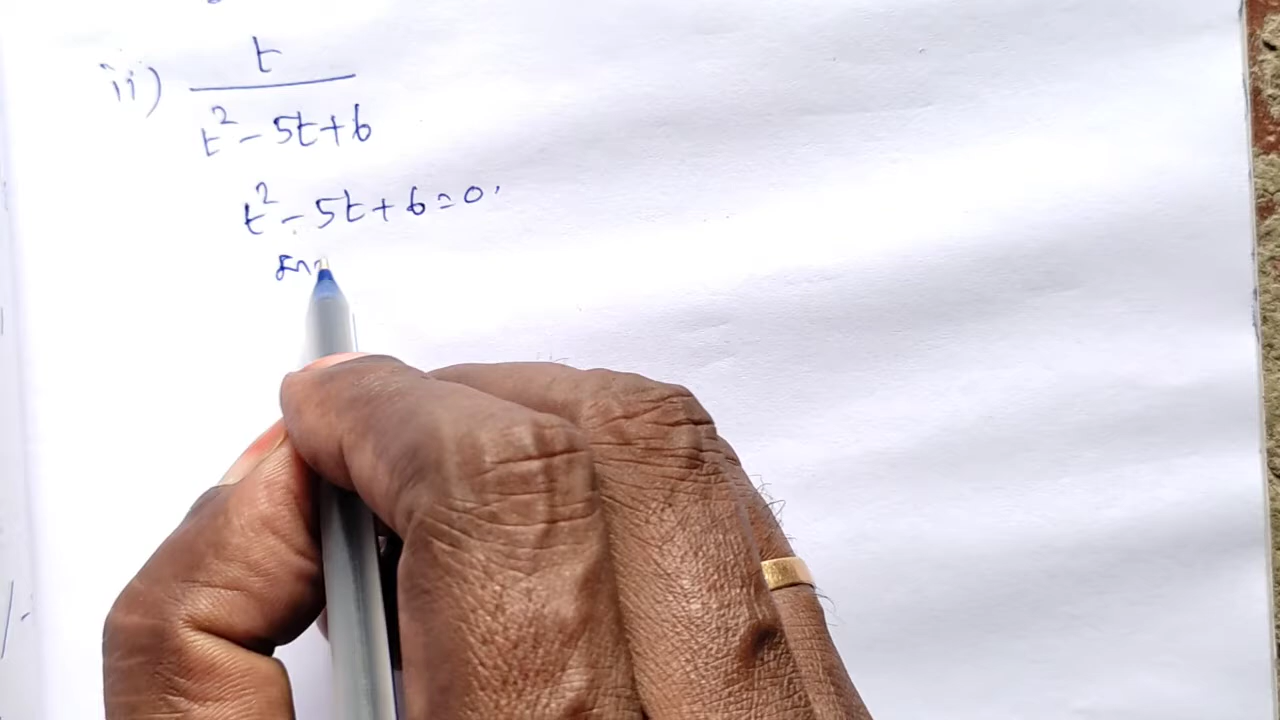 ii) t / t² - 5t + 6
t² - 5t + 6 = 0.